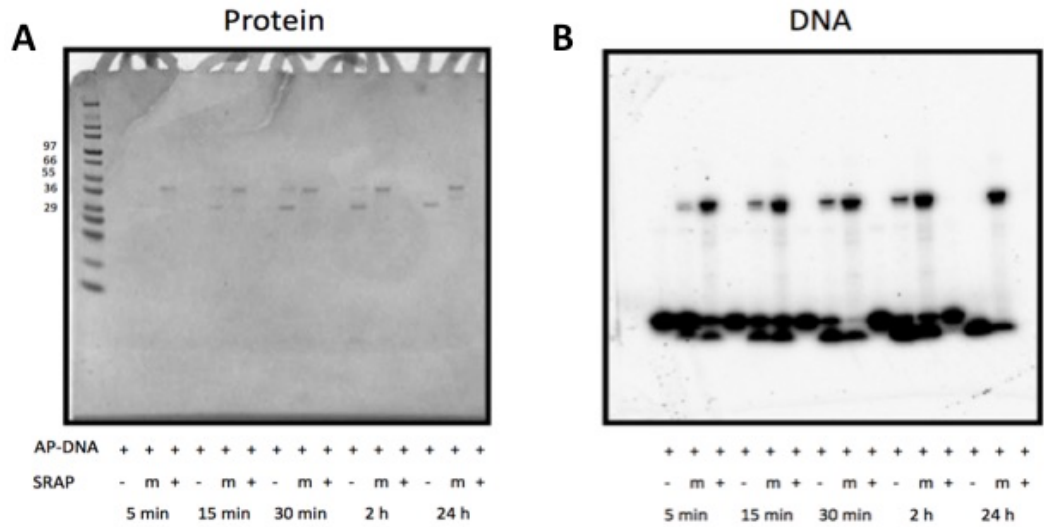 A
Protein
97
66
55
36
29
AP-DNA + + + + + + + + + + + + + + +
SRAP - m + - m + - m + - m + - m +
5 min 15 min 30 min 2 h 24 h
B
DNA
+ + + + + + + + + + + + + + +
- m + - m + - m + - m + - m +
5 min 15 min 30 min 2 h 24 h